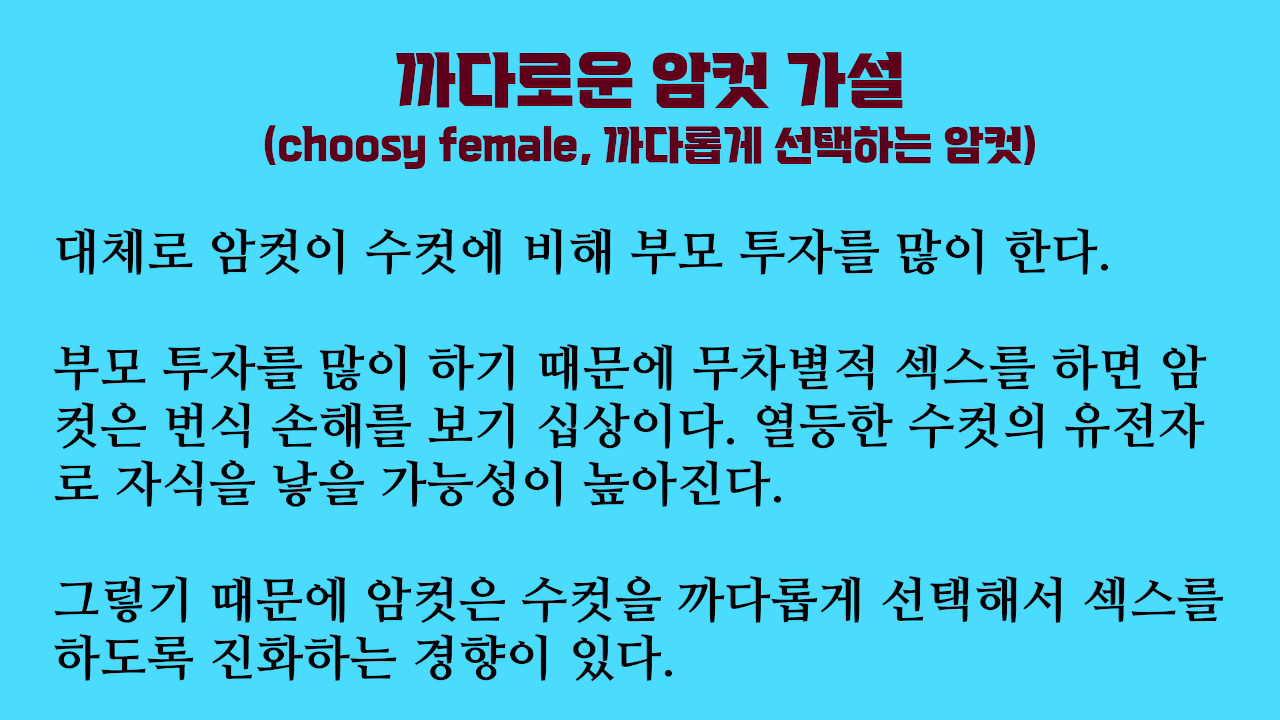 까다로운 암컷 가설
(choosy female, 까다롭게 선택하는 암컷)
대체로 암컷이 수컷에 비해 부모 투자를 많이 한다.
부모 투자를 많이 하기 때문에 무차별적 섹스를 하면 암
컷은 번식 손해를 보기 십상이다. 열등한 수컷의 유전자
로 자식을 낳을 가능성이 높아진다.
그렇기 때문에 암컷은 수컷을 까다롭게 선택해서 섹스를
하도록 진화하는 경향이 있다.